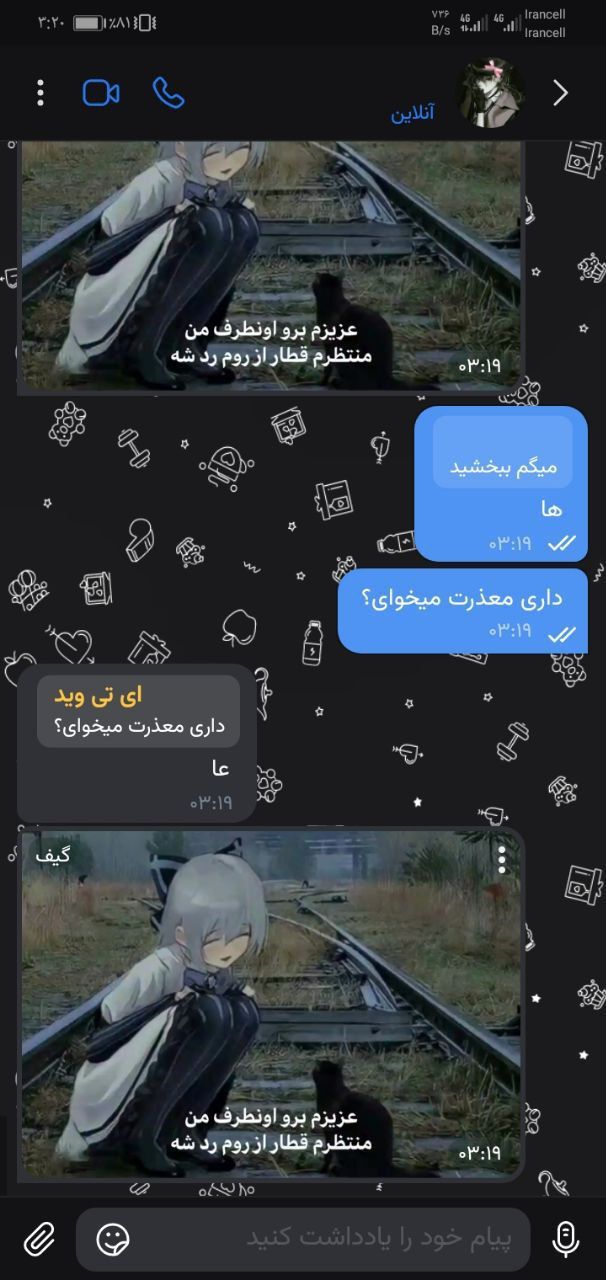 ۳:۲۰
٪۸۱
۷۳۶
B/s
4G
4G
Irancell
Irancell
آنلاین
عزیزم برو اونطرف من
منتظرم قطار از روم رد شه
۰۳:۱۹
میگم ببخشید
ها
۰۳:۱۹
داری معذرت میخوای؟
۰۳:۱۹
ای تی وید
داری معذرت میخوای؟
عا
۰۳:۱۹
گیف
عزیزم برو اونطرف من
منتظرم قطار از روم رد شه
۰۳:۱۹
پیام خود را یادداشت کنید